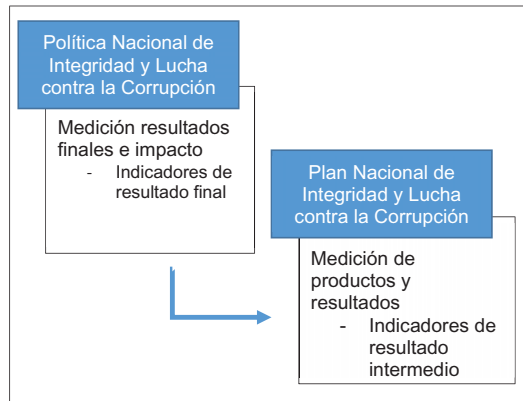 Política Nacional de
Integridad y Lucha
contra la Corrupción
Medición resultados
finales e impacto
- Indicadores de
resultado final
Plan Nacional de
Integridad y Lucha
contra la Corrupción
Medición de
productos y
resultados
- Indicadores de
resultado
intermedio